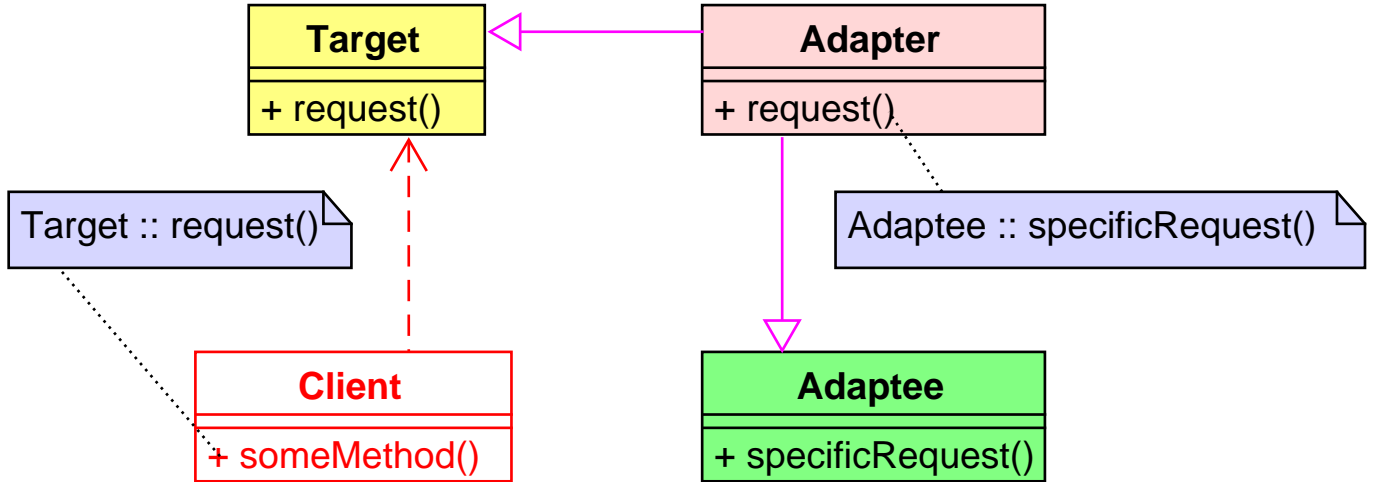 Target
+ request()
Adapter
+ request()
Target :: request()
Adaptee :: specificRequest()
Client
+ someMethod()
Adaptee
+ specificRequest()